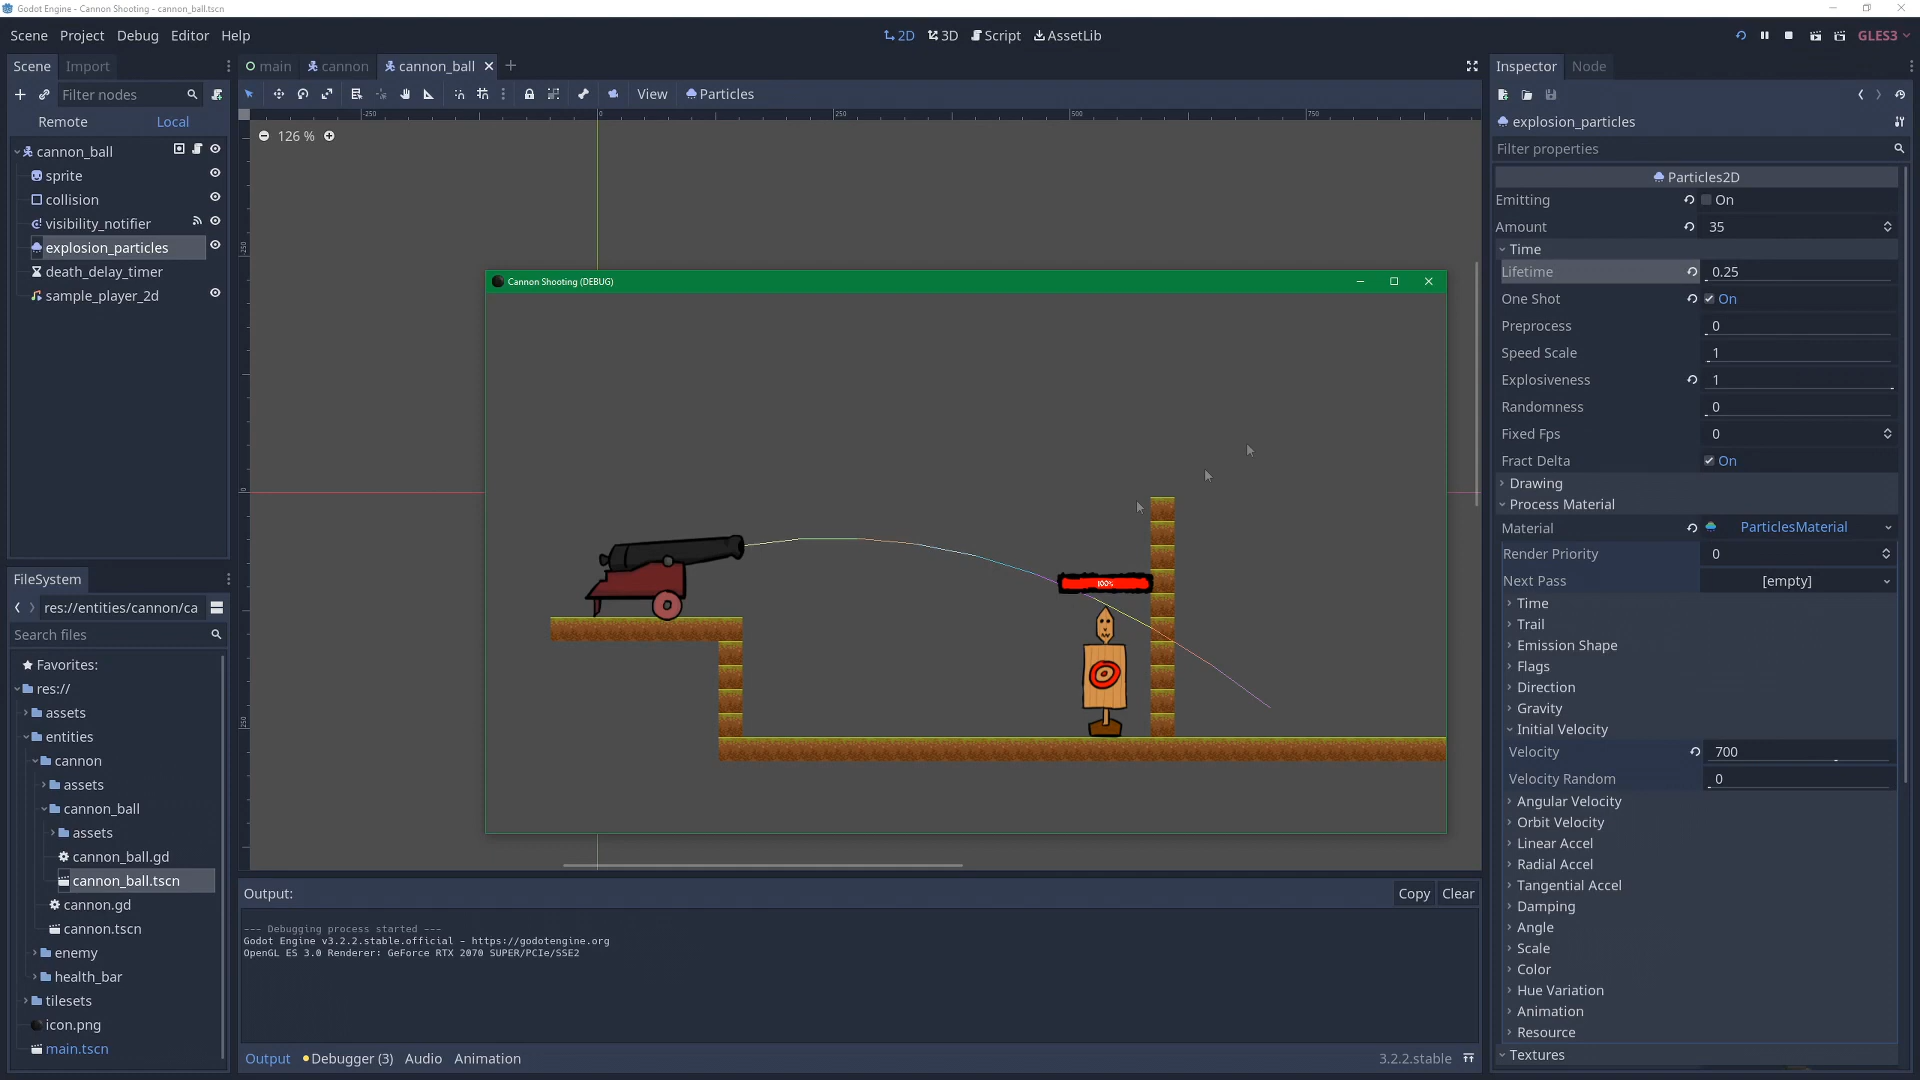 Godot Engine - Cannon Shooting - cannon_ball.tscn
Scene Project Debug Editor Help
2D 3D Script AssetLib
GLES3
Scene Import
main cannon cannon_ball
Inspector Node
Filter nodes
View Particles
Remote Local
126 %
-250 0 250 500 750
cannon_ball
sprite
collision
visibility_notifier
explosion_particles
death_delay_timer
sample_player_2d
FileSystem
res://entities/cannon/ca
Search files
Favorites:
res://
assets
entities
cannon
assets
cannon_ball
assets
cannon_ball.gd
cannon_ball.tscn
cannon.gd
cannon.tscn
enemy
health_bar
tilesets
icon.png
main.tscn
-250
0
250
Cannon Shooting (DEBUG)
100%
Output:
Copy Clear
--- Debugging process started ---
Godot Engine v3.2.2.stable.official - https://godotengine.org
OpenGL ES 3.0 Renderer: GeForce RTX 2070 SUPER/PCIe/SSE2
Output Debugger (3) Audio Animation
3.2.2.stable
explosion_particles
Filter properties
Particles2D
Emitting On
Amount 35
Time
Lifetime 0.25
One Shot On
Preprocess 0
Speed Scale 1
Explosiveness 1
Randomness 0
Fixed Fps 0
Fract Delta On
Drawing
Process Material
Material ParticlesMaterial
Render Priority 0
Next Pass [empty]
Time
Trail
Emission Shape
Flags
Direction
Gravity
Initial Velocity
Velocity 700
Velocity Random 0
Angular Velocity
Orbit Velocity
Linear Accel
Radial Accel
Tangential Accel
Damping
Angle
Scale
Color
Hue Variation
Animation
Resource
Textures